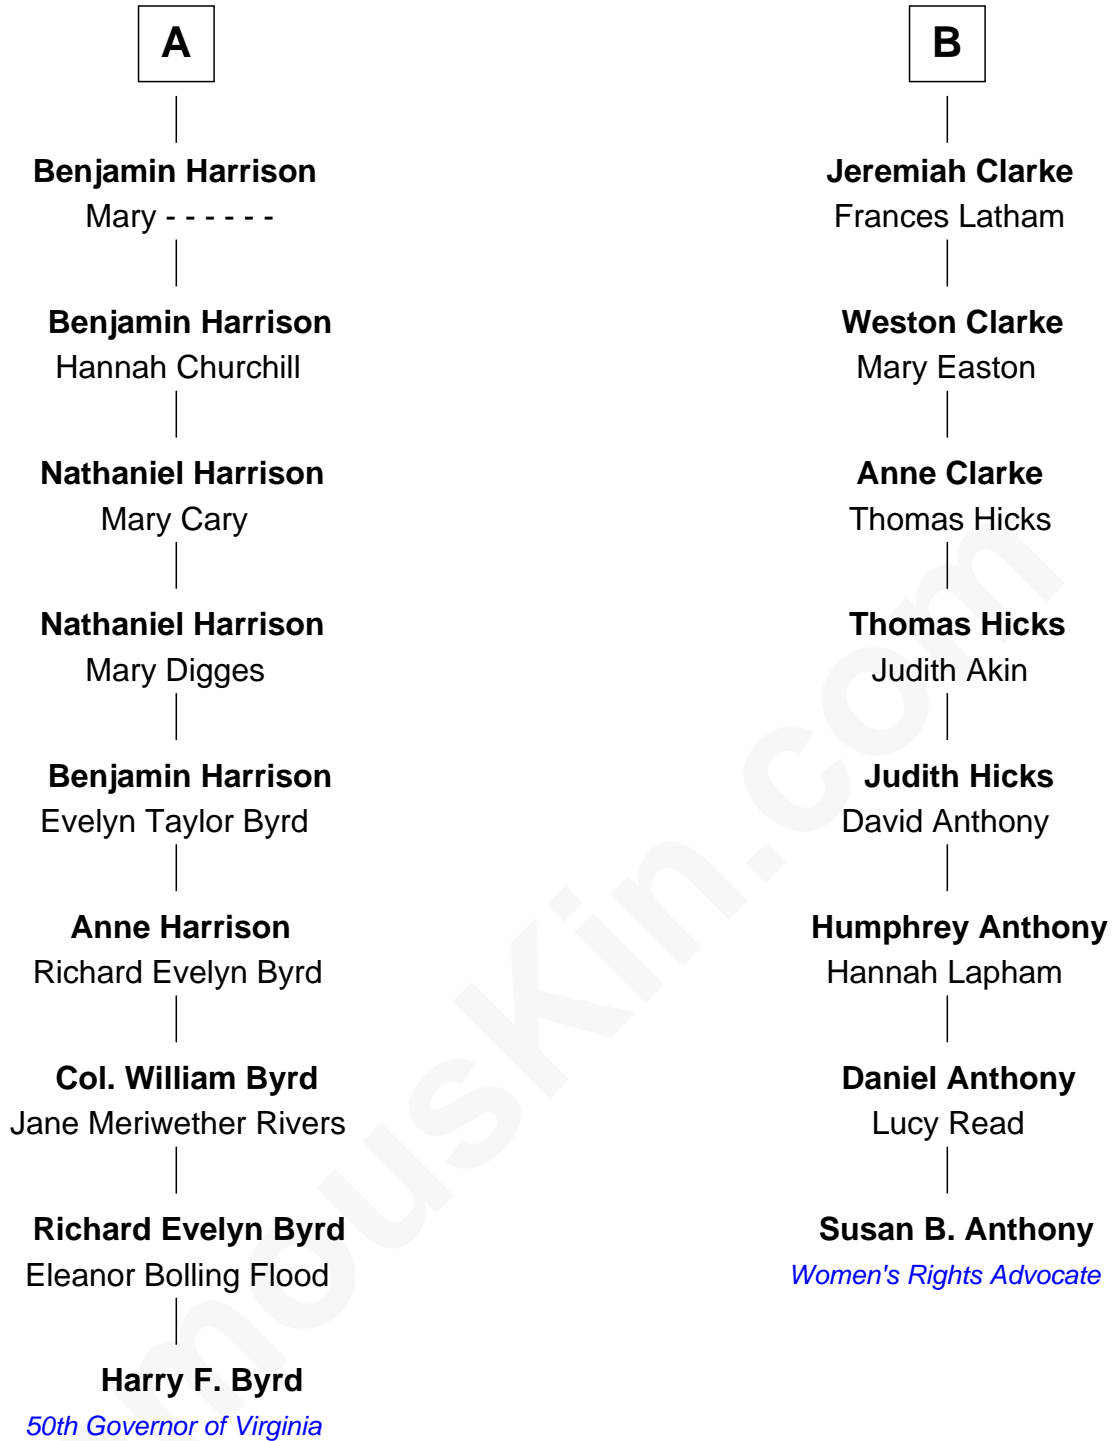 A
Benjamin Harrison
Mary - - - - - -
Benjamin Harrison
Hannah Churchill
Nathaniel Harrison
Mary Cary
Nathaniel Harrison
Mary Digges
Benjamin Harrison
Evelyn Taylor Byrd
Anne Harrison
Richard Evelyn Byrd
Col. William Byrd
Jane Meriwether Rivers
Richard Evelyn Byrd
Eleanor Bolling Flood
Harry F. Byrd
50th Governor of Virginia
B
Jeremiah Clarke
Frances Latham
Weston Clarke
Mary Easton
Anne Clarke
Thomas Hicks
Thomas Hicks
Judith Akin
Judith Hicks
David Anthony
Humphrey Anthony
Hannah Lapham
Daniel Anthony
Lucy Read
Susan B. Anthony
Women's Rights Advocate
mousKin.com